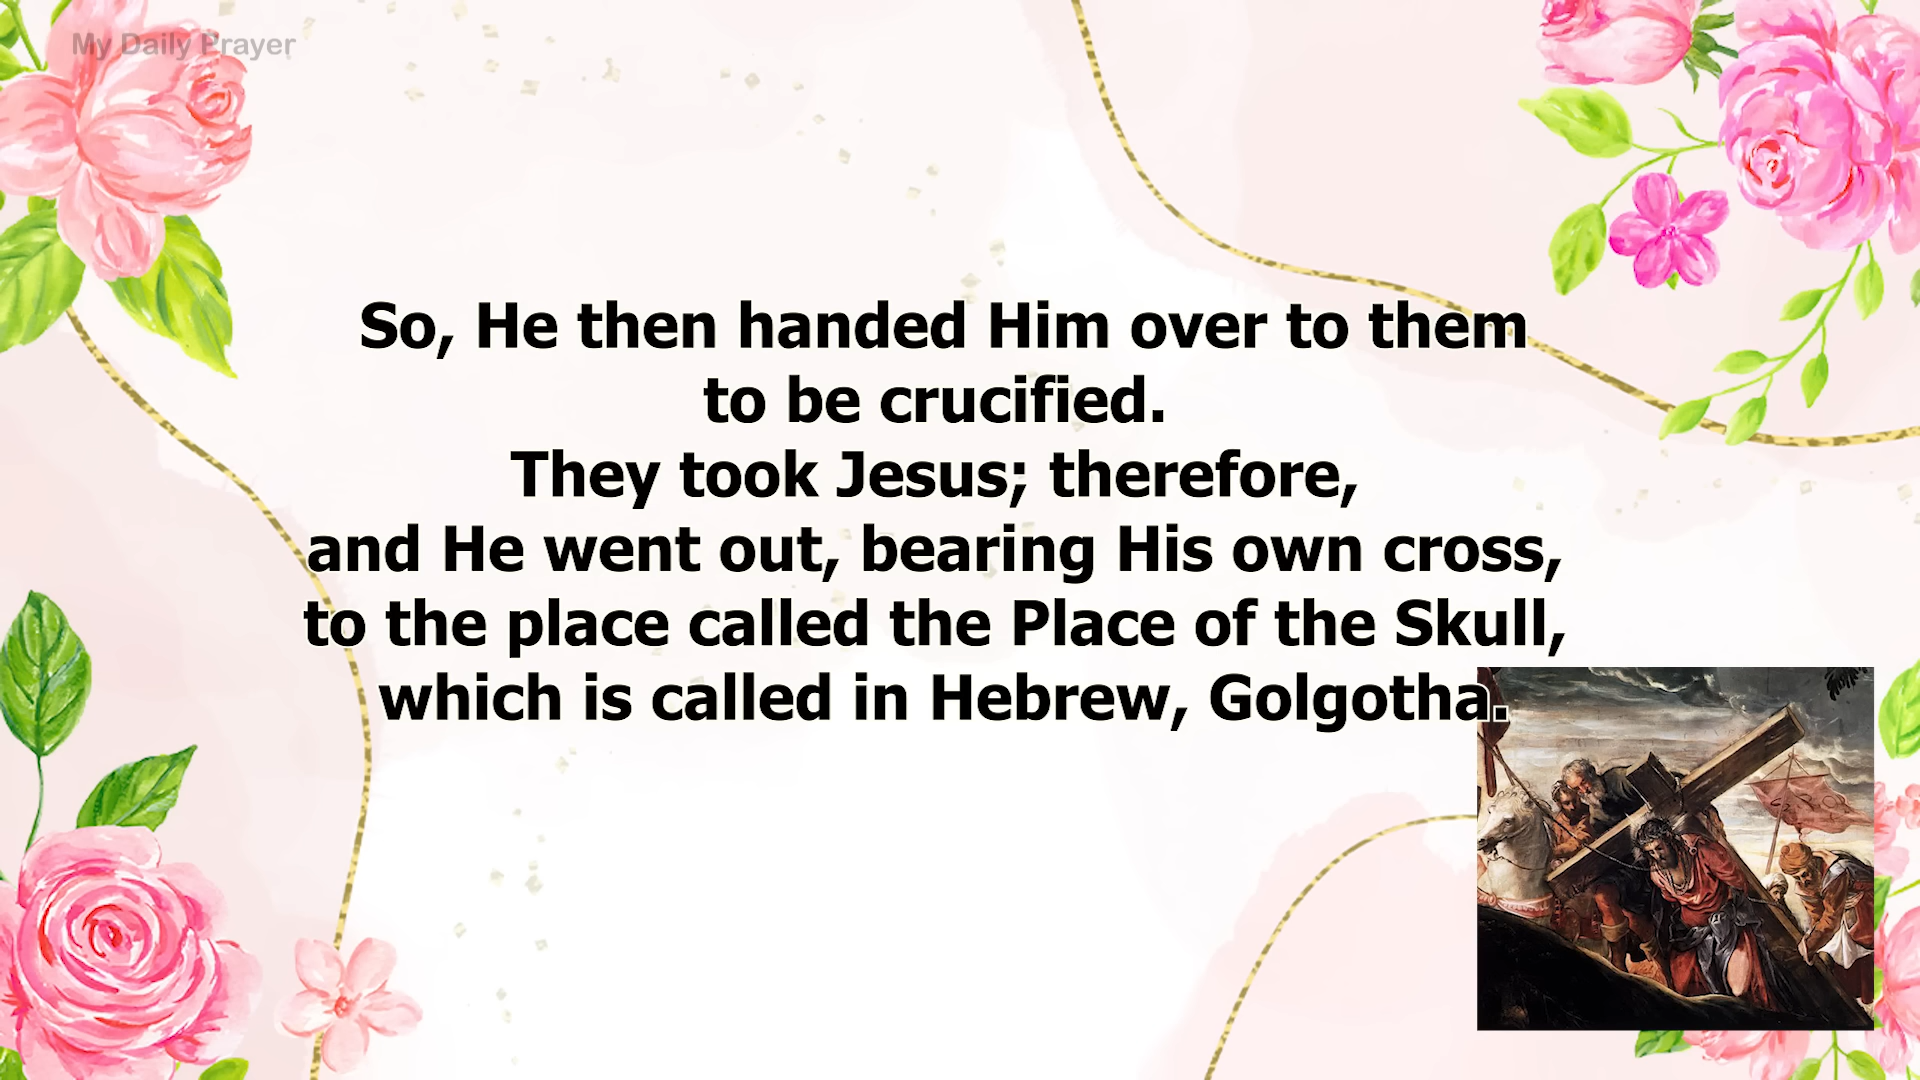 My Daily Prayer
So, He then handed Him over to them
to be crucified.
They took Jesus; therefore,
and He went out, bearing His own cross,
to the place called the Place of the Skull,
which is called in Hebrew, Golgotha.